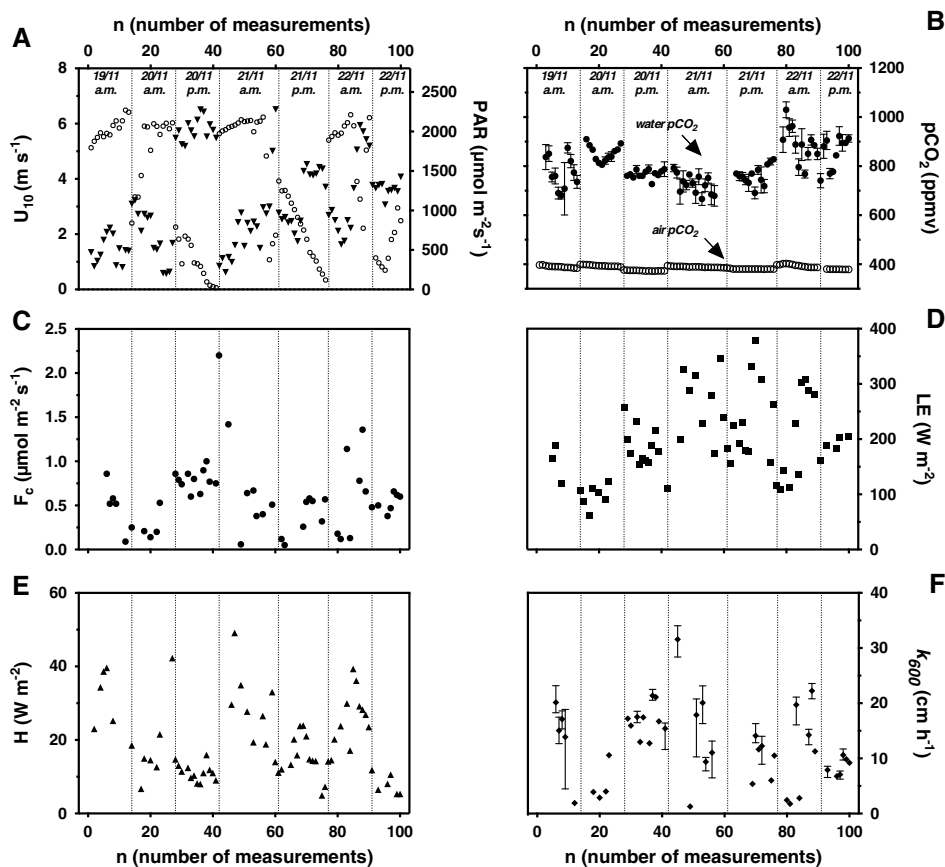 n (number of measurements)
n (number of measurements)
A
B
0 20 40 60 80 100
0 20 40 60 80 100
19/11 a.m.
20/11 a.m.
20/11 p.m.
21/11 a.m.
21/11 p.m.
22/11 a.m.
22/11 p.m.
19/11 a.m.
20/11 a.m.
20/11 p.m.
21/11 a.m.
21/11 p.m.
22/11 a.m.
22/11 p.m.
8
6
4
2
0
U10 (m s-1)
2500
2000
1500
1000
500
0
PAR (µmol m-2s-1)
water pCO2
air pCO2
1200
1000
800
600
400
pCO2 (ppmv)
C
D
2.5
2.0
1.5
1.0
0.5
0.0
Fc (µmol m-2 s-1)
400
300
200
100
0
LE (W m-2)
E
F
60
40
20
0
H (W m-2)
40
30
20
10
0
k600 (cm h-1)
0 20 40 60 80 100
0 20 40 60 80 100
n (number of measurements)
n (number of measurements)